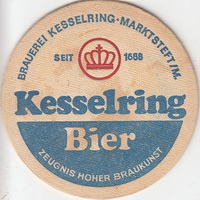 BRAUEREI KESSELRING-MARKTSTEFT/M.
SEIT 1688
Kesselring
Bier
ZEUGNIS HOHER BRAUKUNST